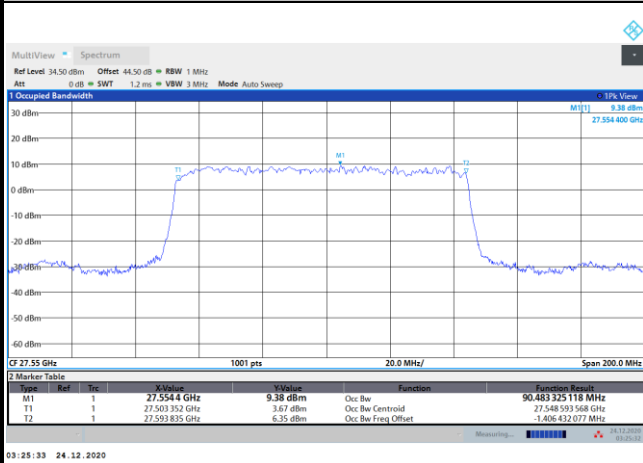 MultiView Spectrum
Ref Level 34.50 dBm Offset 44.50 dB RBW 1 MHz
Att 0 dB SWT 1.2 ms VBW 3 MHz Mode Auto Sweep
1 Occupied Bandwidth 1Pk View
M1[1] 9.38 dBm
27.554 400 GHz
30 dBm
20 dBm
M1
10 dBm
T1 T2
0 dBm
-10 dBm
-20 dBm
-30 dBm
-40 dBm
-50 dBm
-60 dBm
CF 27.55 GHz 1001 pts 20.0 MHz/ Span 200.0 MHz
2 Marker Table
Type Ref Trc X-Value Y-Value Function Function Result
M1 1 27.554 4 GHz 9.38 dBm Occ Bw 90.483 325 118 MHz
T1 1 27.503 352 GHz 3.67 dBm Occ Bw Centroid 27.548 593 568 GHz
T2 1 27.593 835 GHz 6.35 dBm Occ Bw Freq Offset -1.406 432 077 MHz
Measuring... 24.12.2020
03:25:32
03:25:33 24.12.2020